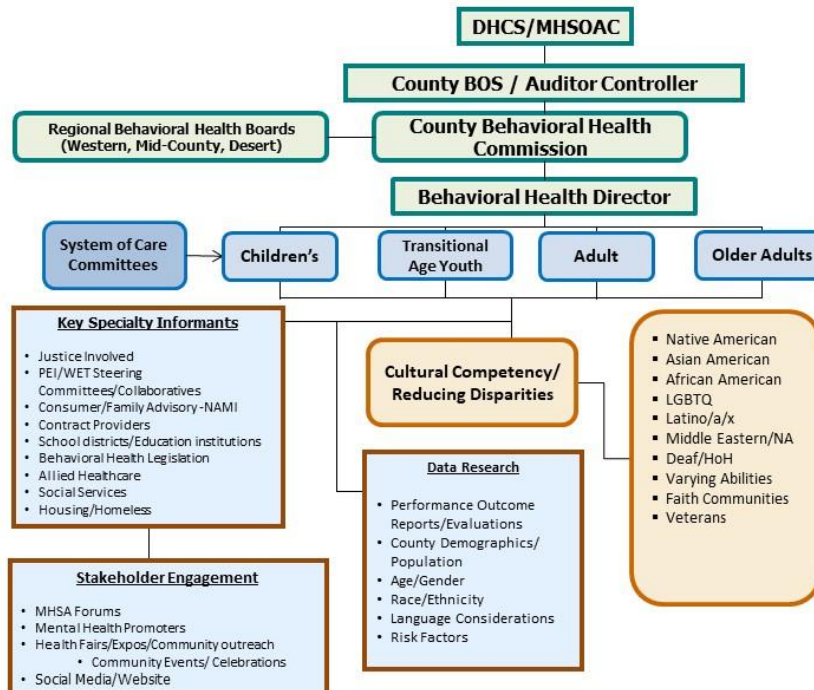 DHCS/MHSOAC
County BOS / Auditor Controller
Regional Behavioral Health Boards
(Western, Mid-County, Desert)
County Behavioral Health
Commission
Behavioral Health Director
System of Care
Committees
Children's
Transitional
Age Youth
Adult
Older Adults
Key Specialty Informants
• Justice Involved
• PEI/WET Steering
Committees/Collaboratives
• Consumer/Family Advisory -NAMI
• Contract Providers
• School districts/Education institutions
• Behavioral Health Legislation
• Allied Healthcare
• Social Services
• Housing/Homeless
Cultural Competency/
Reducing Disparities
▪ Native American
▪ Asian American
▪ African American
▪ LGBTQ
▪ Latino/a/x
▪ Middle Eastern/NA
▪ Deaf/HoH
▪ Varying Abilities
▪ Faith Communities
▪ Veterans
Data Research
• Performance Outcome
Reports/Evaluations
• County Demographics/
Population
• Age/Gender
• Race/Ethnicity
• Language Considerations
• Risk Factors
Stakeholder Engagement
• MHSA Forums
• Mental Health Promoters
• Health Fairs/Expos/Community outreach
• Community Events/ Celebrations
• Social Media/Website